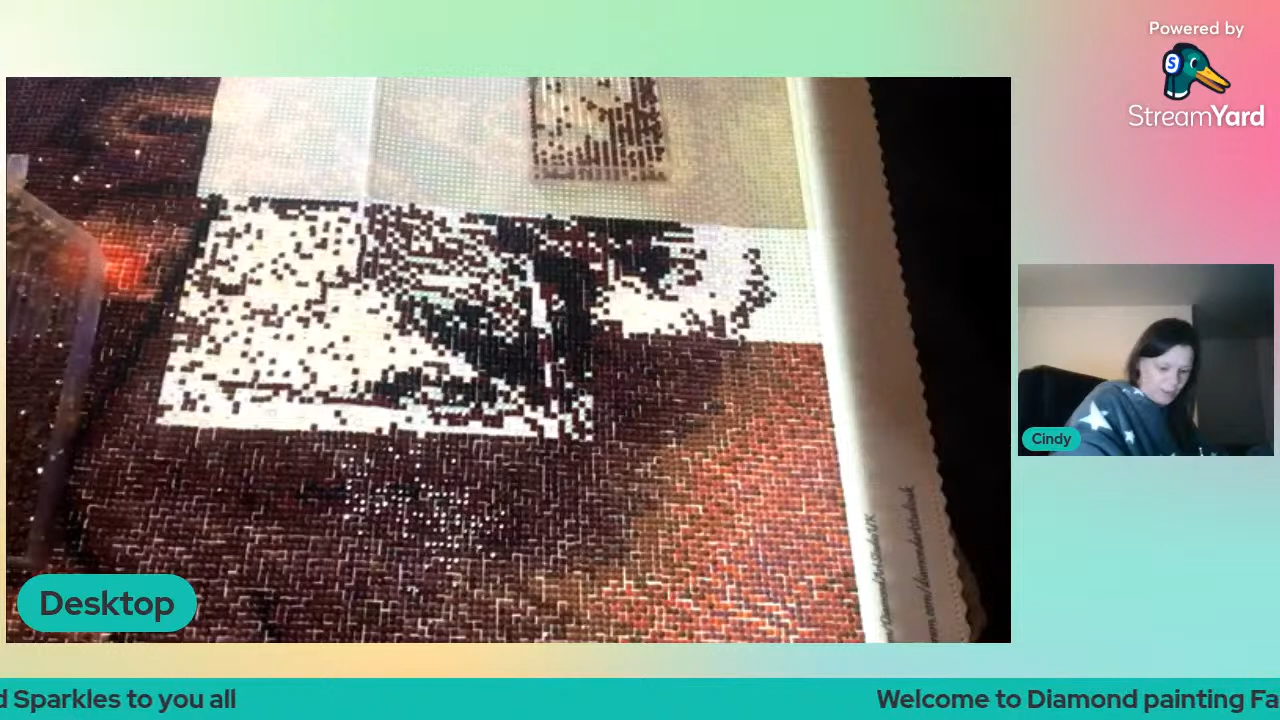 Powered by
StreamYard
S
Cindy
Desktop
d Sparkles to you all
Welcome to Diamond painting Fa